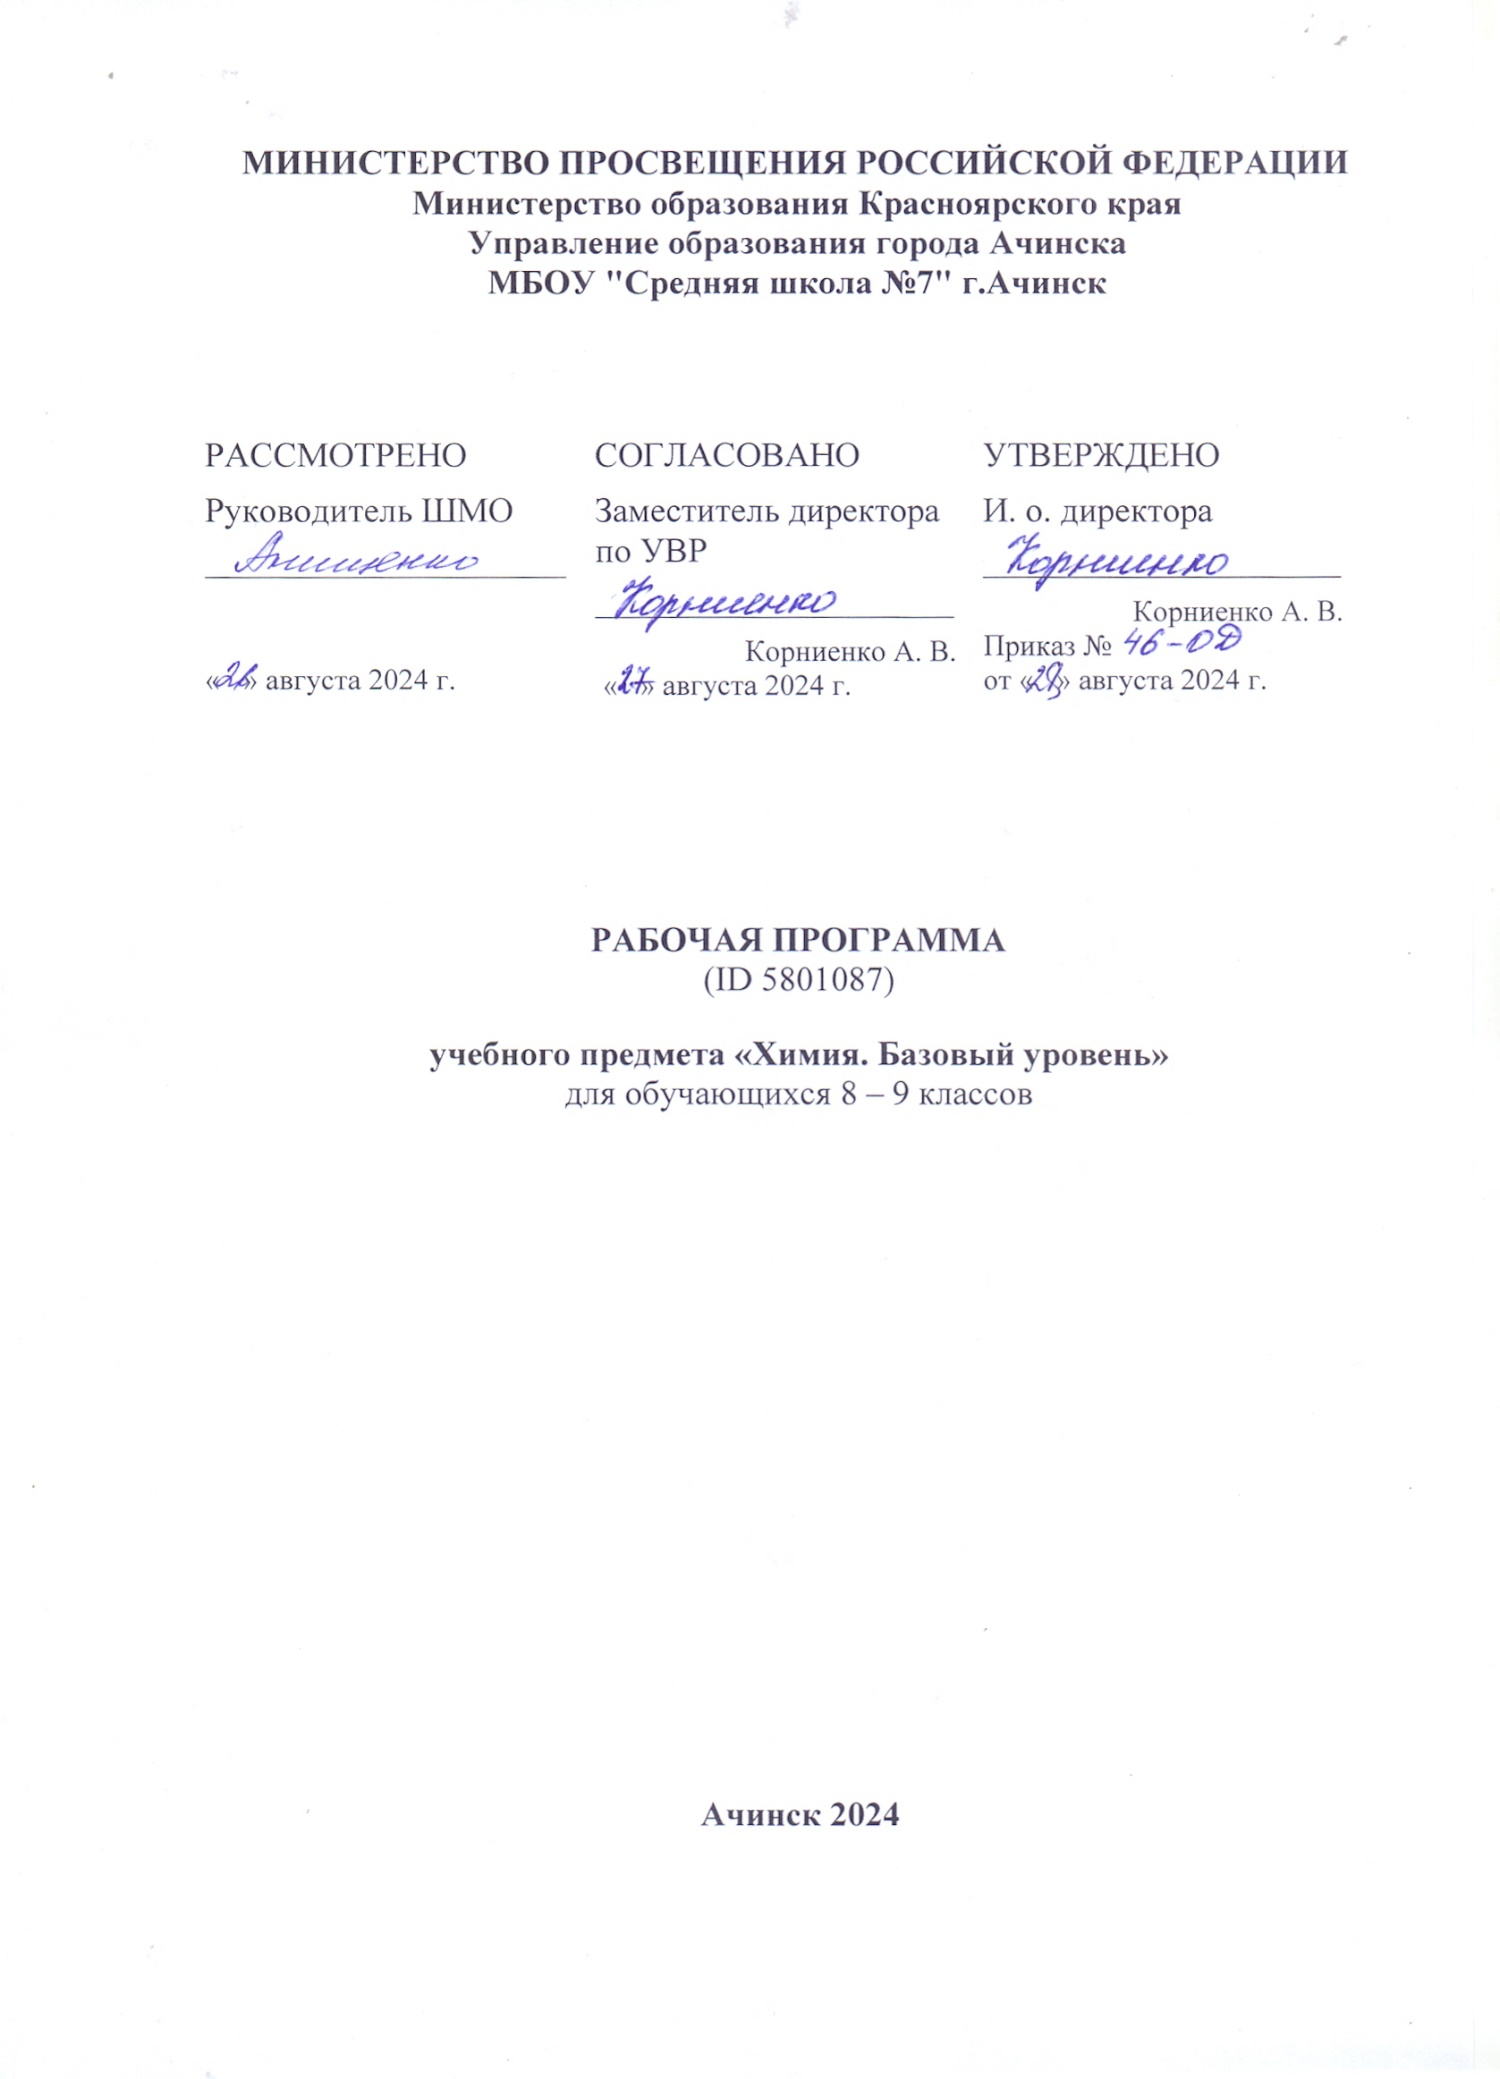 МИНИСТЕРСТВО ПРОСВЕЩЕНИЯ РОССИЙСКОЙ ФЕДЕРАЦИИ
Министерство образования Красноярского края
Управление образования города Ачинска
МБОУ "Средняя школа №7" г.Ачинск
РАССМОТРЕНО
Руководитель ШМО
«26» августа 2024 г.
СОГЛАСОВАНО
Заместитель директора
по УВР
Корниенко
Корниенко А. В.
«27» августа 2024 г.
УТВЕРЖДЕНО
И. о. директора
Корниенко
Корниенко А. В.
Приказ № 46-ОД
от « » августа 2024 г.
РАБОЧАЯ ПРОГРАММА
(ID 5801087)
учебного предмета «Химия. Базовый уровень»
для обучающихся 8 – 9 классов
Ачинск 2024